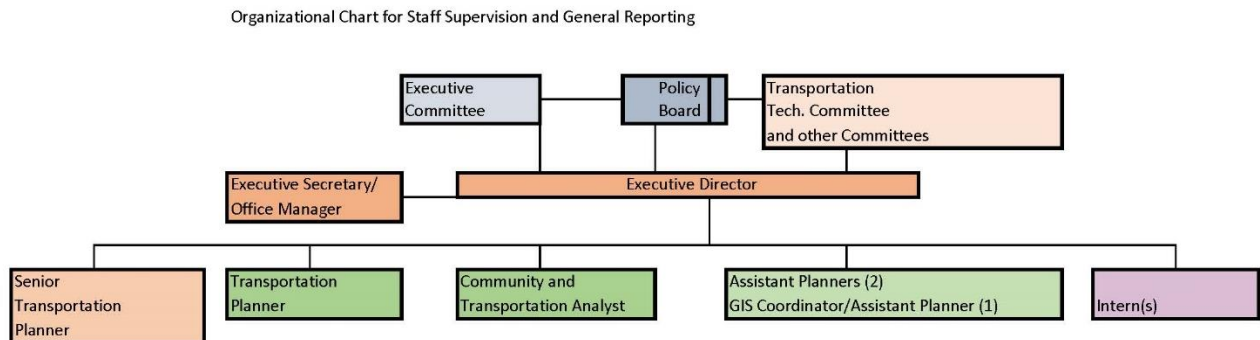 Organizational Chart for Staff Supervision and General Reporting
Executive
Committee
Policy
Board
Transportation
Tech. Committee
and other Committees
Executive Secretary/
Office Manager
Executive Director
Senior
Transportation
Planner
Transportation
Planner
Community and
Transportation Analyst
Assistant Planners (2)
GIS Coordinator/Assistant Planner (1)
Intern(s)